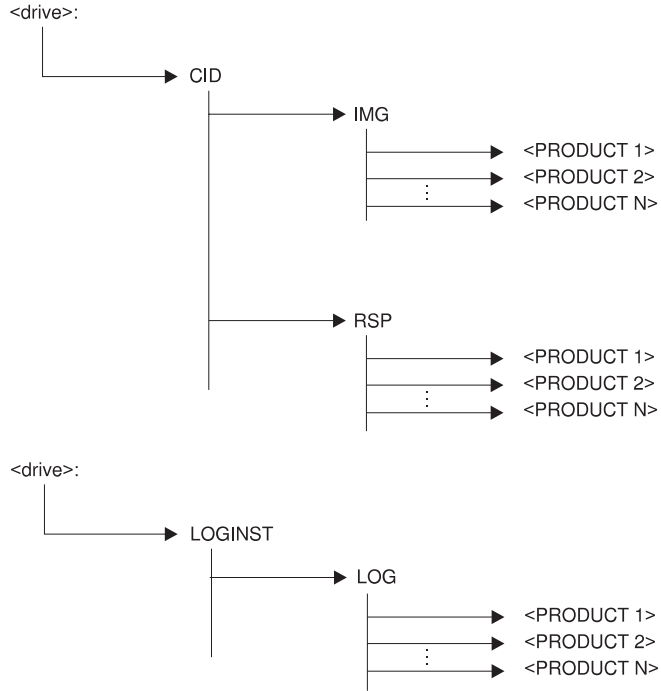 <drive>:
CID
IMG
<PRODUCT 1>
<PRODUCT 2>
<PRODUCT N>
RSP
<PRODUCT 1>
<PRODUCT 2>
<PRODUCT N>
<drive>:
LOGINST
LOG
<PRODUCT 1>
<PRODUCT 2>
<PRODUCT N>